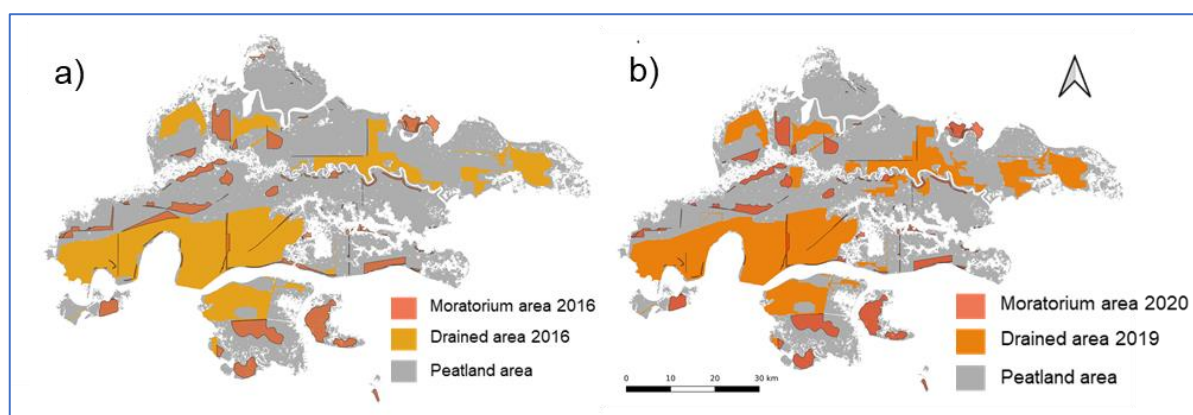 a)
Moratorium area 2016
Drained area 2016
Peatland area
b)
Moratorium area 2020
Drained area 2019
Peatland area
0 10 20 30 km